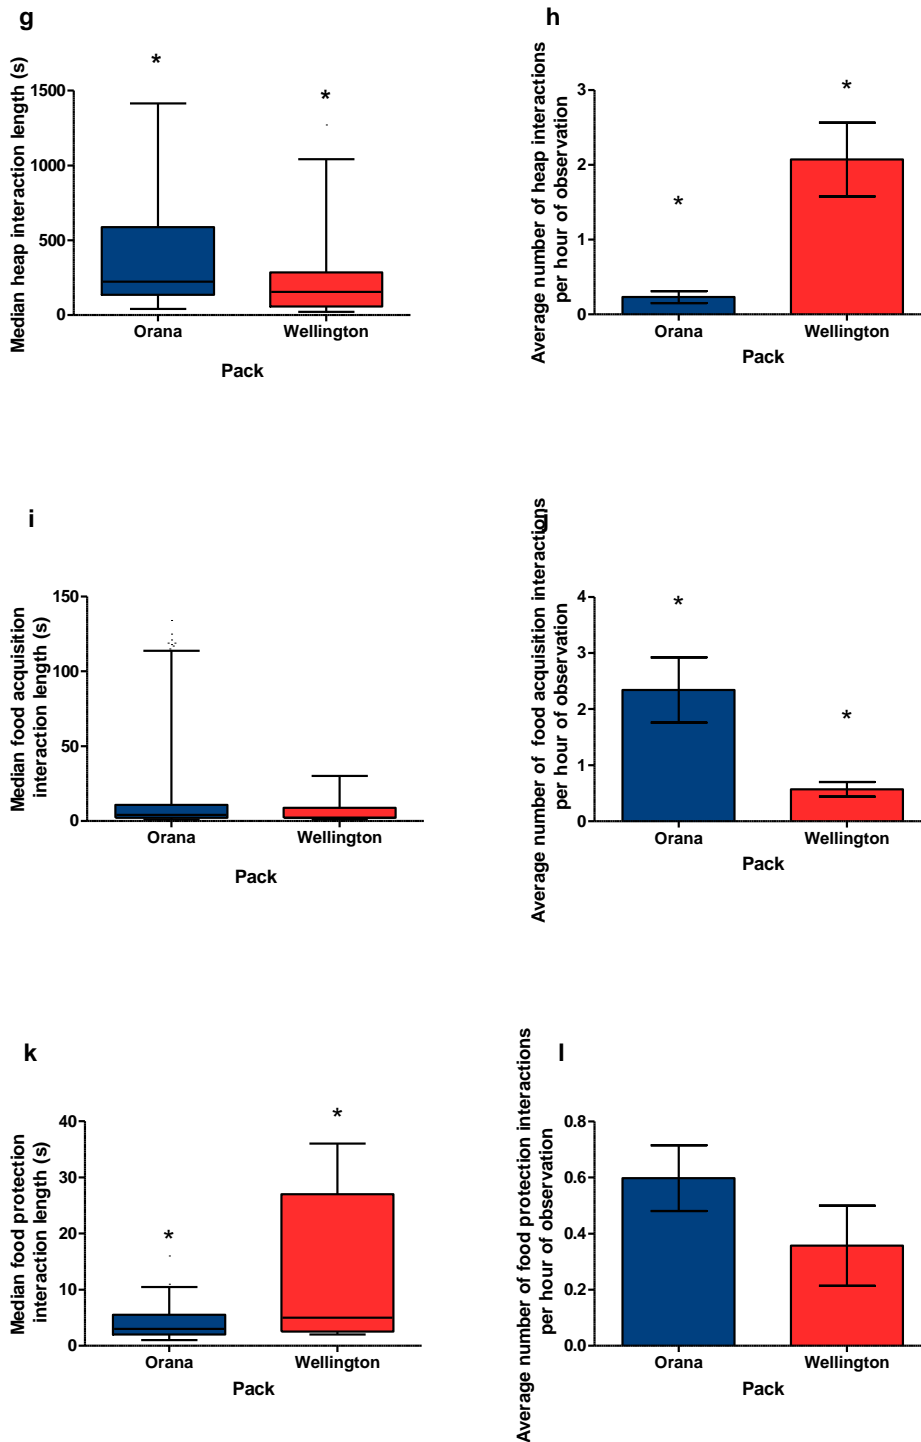 g
Median heap interaction length (s)
*
*
1500
1000
500
0
Orana
Wellington
Pack
h
Average number of heap interactions
per hour of observation
*
*
3
2
1
0
Orana
Wellington
Pack
i
Median food acquisition
interaction length (s)
150
100
50
0
Orana
Wellington
Pack
j
Average number of food acquisition interactions
per hour of observation
*
*
4
3
2
1
0
Orana
Wellington
Pack
k
Median food protection
interaction length (s)
*
*
40
30
20
10
0
Orana
Wellington
Pack
l
Average number of food protection interactions
per hour of observation
0.8
0.6
0.4
0.2
0.0
Orana
Wellington
Pack